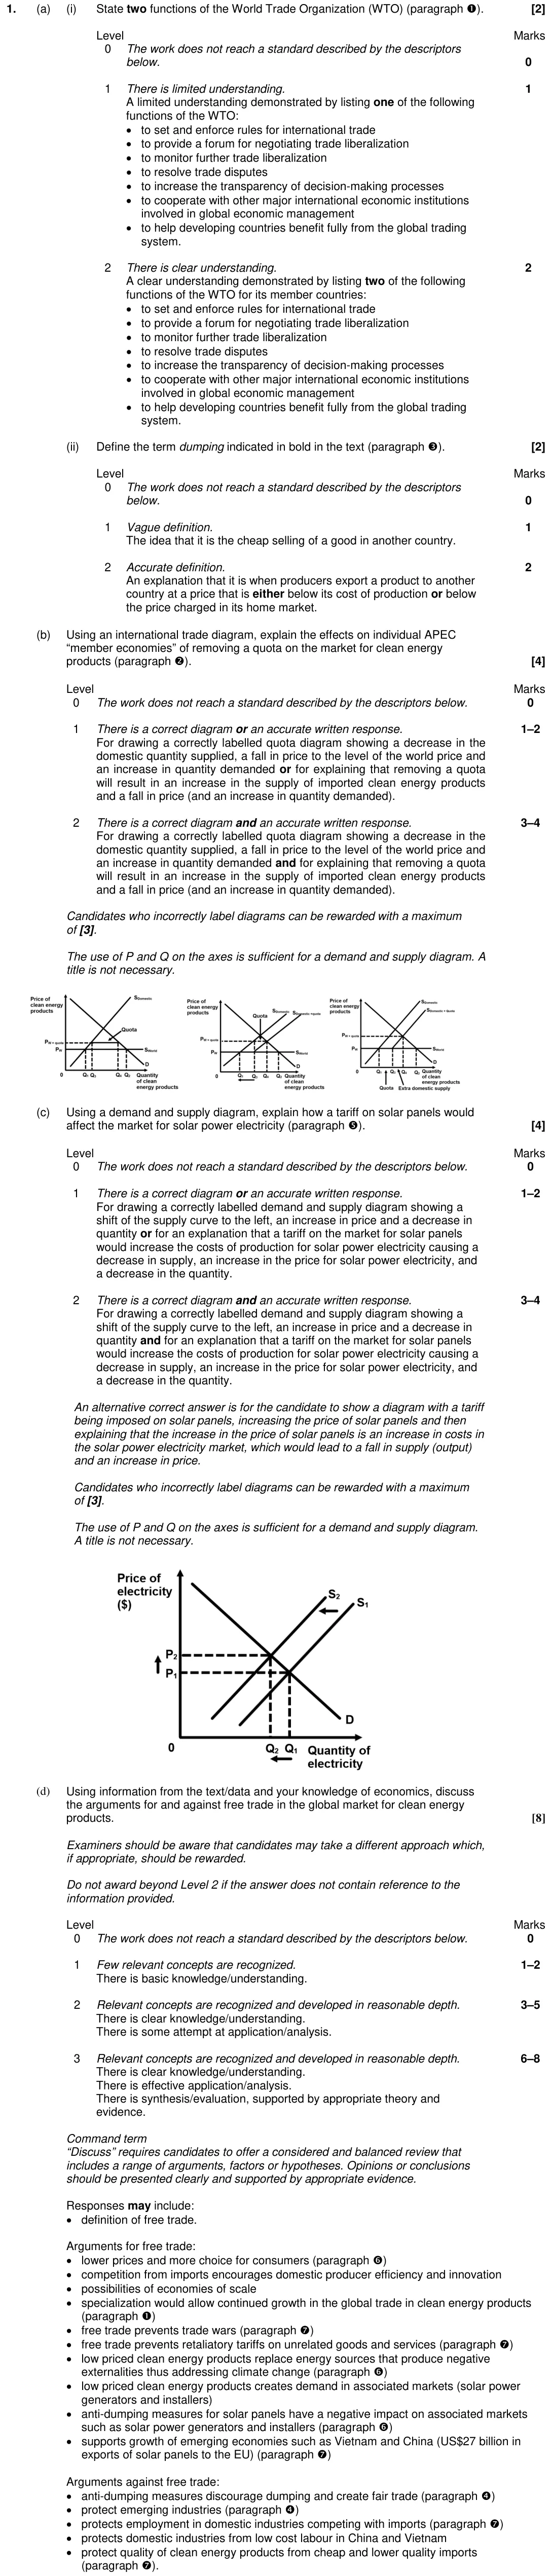 1. (a) (i) State two functions of the World Trade Organization (WTO) (paragraph ❶). [2]
Level Marks
0 The work does not reach a standard described by the descriptors
below. 0
1 There is limited understanding. 1
A limited understanding demonstrated by listing one of the following
functions of the WTO:
• to set and enforce rules for international trade
• to provide a forum for negotiating trade liberalization
• to monitor further trade liberalization
• to resolve trade disputes
• to increase the transparency of decision-making processes
• to cooperate with other major international economic institutions
involved in global economic management
• to help developing countries benefit fully from the global trading
system.
2 There is clear understanding. 2
A clear understanding demonstrated by listing two of the following
functions of the WTO for its member countries:
• to set and enforce rules for international trade
• to provide a forum for negotiating trade liberalization
• to monitor further trade liberalization
• to resolve trade disputes
• to increase the transparency of decision-making processes
• to cooperate with other major international economic institutions
involved in global economic management
• to help developing countries benefit fully from the global trading
system.
(ii) Define the term dumping indicated in bold in the text (paragraph ❸). [2]
Level Marks
0 The work does not reach a standard described by the descriptors
below. 0
1 Vague definition. 1
The idea that it is the cheap selling of a good in another country.
2 Accurate definition. 2
An explanation that it is when producers export a product to another
country at a price that is either below its cost of production or below
the price charged in its home market.
(b) Using an international trade diagram, explain the effects on individual APEC
“member economies” of removing a quota on the market for clean energy
products (paragraph ❷). [4]
Level Marks
0 The work does not reach a standard described by the descriptors below. 0
1 There is a correct diagram or an accurate written response. 1–2
For drawing a correctly labelled quota diagram showing a decrease in the
domestic quantity supplied, a fall in price to the level of the world price and
an increase in quantity demanded or for explaining that removing a quota
will result in an increase in the supply of imported clean energy products
and a fall in price (and an increase in quantity demanded).
2 There is a correct diagram and an accurate written response. 3–4
For drawing a correctly labelled quota diagram showing a decrease in the
domestic quantity supplied, a fall in price to the level of the world price and
an increase in quantity demanded and for explaining that removing a quota
will result in an increase in the supply of imported clean energy products
and a fall in price (and an increase in quantity demanded).
Candidates who incorrectly label diagrams can be rewarded with a maximum
of [3].
The use of P and Q on the axes is sufficient for a demand and supply diagram. A
title is not necessary.
Price of
clean energy
products
Quota
D
0
Quantity
of clean
energy products
Price of
clean energy
products
Quota
D
0
Quantity
of clean
energy products
Price of
clean energy
products
D
0
Quantity
of clean
energy products
Quota Extra domestic supply
(c) Using a demand and supply diagram, explain how a tariff on solar panels would
affect the market for solar power electricity (paragraph ❺). [4]
Level Marks
0 The work does not reach a standard described by the descriptors below. 0
1 There is a correct diagram or an accurate written response. 1–2
For drawing a correctly labelled demand and supply diagram showing a
shift of the supply curve to the left, an increase in price and a decrease in
quantity or for an explanation that a tariff on the market for solar panels
would increase the costs of production for solar power electricity causing a
decrease in supply, an increase in the price for solar power electricity, and
a decrease in the quantity.
2 There is a correct diagram and an accurate written response. 3–4
For drawing a correctly labelled demand and supply diagram showing a
shift of the supply curve to the left, an increase in price and a decrease in
quantity and for an explanation that a tariff on the market for solar panels
would increase the costs of production for solar power electricity causing a
decrease in supply, an increase in the price for solar power electricity, and
a decrease in the quantity.
An alternative correct answer is for the candidate to show a diagram with a tariff
being imposed on solar panels, increasing the price of solar panels and then
explaining that the increase in the price of solar panels is an increase in costs in
the solar power electricity market, which would lead to a fall in supply (output)
and an increase in price.
Candidates who incorrectly label diagrams can be rewarded with a maximum
of [3].
The use of P and Q on the axes is sufficient for a demand and supply diagram.
A title is not necessary.
Price of
electricity
($)
S2
S1
P2
P1
D
0
Q2 Q1 Quantity of
electricity
(d) Using information from the text/data and your knowledge of economics, discuss
the arguments for and against free trade in the global market for clean energy
products. [8]
Examiners should be aware that candidates may take a different approach which,
if appropriate, should be rewarded.
Do not award beyond Level 2 if the answer does not contain reference to the
information provided.
Level Marks
0 The work does not reach a standard described by the descriptors below. 0
1 Few relevant concepts are recognized. 1–2
There is basic knowledge/understanding.
2 Relevant concepts are recognized and developed in reasonable depth. 3–5
There is clear knowledge/understanding.
There is some attempt at application/analysis.
3 Relevant concepts are recognized and developed in reasonable depth. 6–8
There is clear knowledge/understanding.
There is effective application/analysis.
There is synthesis/evaluation, supported by appropriate theory and
evidence.
Command term
“Discuss” requires candidates to offer a considered and balanced review that
includes a range of arguments, factors or hypotheses. Opinions or conclusions
should be presented clearly and supported by appropriate evidence.
Responses may include:
• definition of free trade.
Arguments for free trade:
• lower prices and more choice for consumers (paragraph ❻)
• competition from imports encourages domestic producer efficiency and innovation
• possibilities of economies of scale
• specialization would allow continued growth in the global trade in clean energy products
(paragraph ❶)
• free trade prevents trade wars (paragraph ❼)
• free trade prevents retaliatory tariffs on unrelated goods and services (paragraph ❼)
• low priced clean energy products replace energy sources that produce negative
externalities thus addressing climate change (paragraph ❻)
• low priced clean energy products creates demand in associated markets (solar power
generators and installers)
• anti-dumping measures for solar panels have a negative impact on associated markets
such as solar power generators and installers (paragraph ❻)
• supports growth of emerging economies such as Vietnam and China (US$27 billion in
exports of solar panels to the EU) (paragraph ❼)
Arguments against free trade:
• anti-dumping measures discourage dumping and create fair trade (paragraph ❹)
• protect emerging industries (paragraph ❹)
• protects employment in domestic industries competing with imports (paragraph ❼)
• protects domestic industries from low cost labour in China and Vietnam
• protect quality of clean energy products from cheap and lower quality imports
(paragraph ❼).